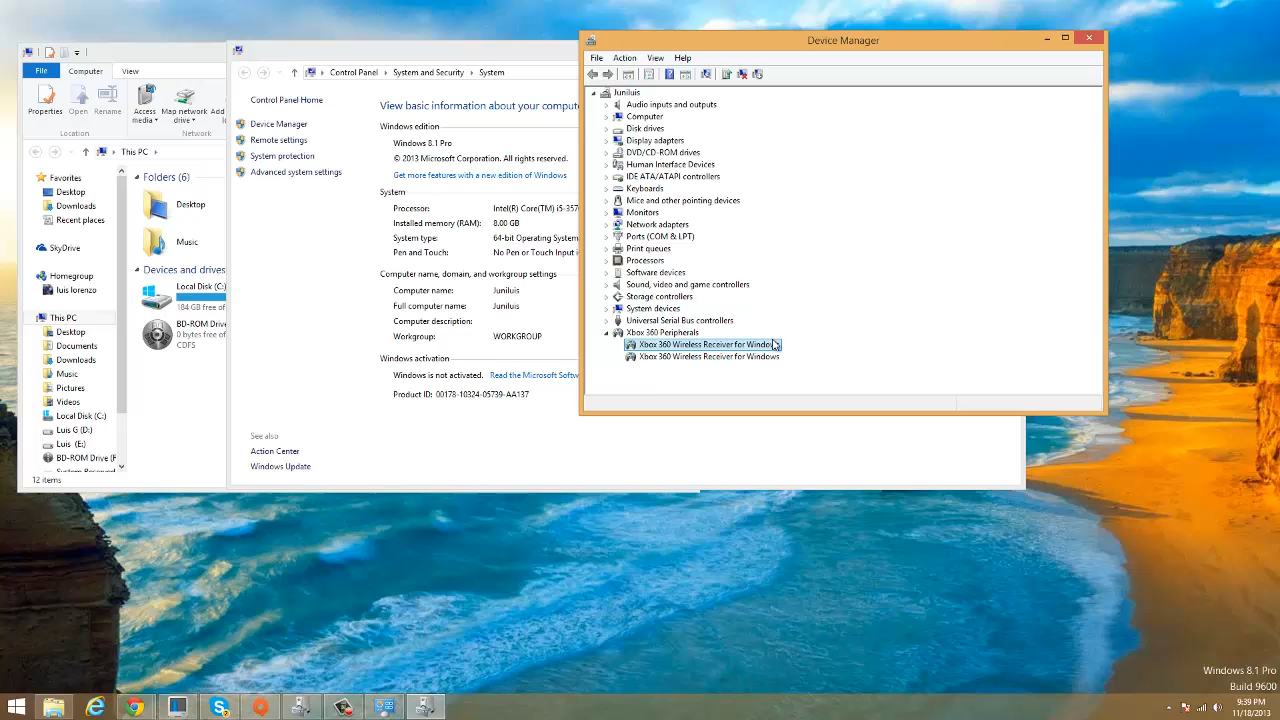 Device Manager
File Action View Help
Juniluis
Audio inputs and outputs
Computer
Disk drives
Display adapters
DVD/CD-ROM drives
Human Interface Devices
IDE ATA/ATAPI controllers
Keyboards
Mice and other pointing devices
Monitors
Network adapters
Ports (COM & LPT)
Print queues
Processors
Software devices
Sound, video and game controllers
Storage controllers
System devices
Universal Serial Bus controllers
Xbox 360 Peripherals
Xbox 360 Wireless Receiver for Windo
Xbox 360 Wireless Receiver for Windows
Control Panel System and Security System
Control Panel Home
Device Manager
Remote settings
System protection
Advanced system settings
See also
Action Center
Windows Update
View basic information about your compute
Windows edition
Windows 8.1 Pro
© 2013 Microsoft Corporation. All rights reserved.
Get more features with a new edition of Windows
System
Processor: Intel(R) Core(TM) i5-357
Installed memory (RAM): 8.00 GB
System type: 64-bit Operating System
Pen and Touch: No Pen or Touch Input i
Computer name, domain, and workgroup settings
Computer name: Juniluis
Full computer name: Juniluis
Computer description:
Workgroup: WORKGROUP
Windows activation
Windows is not activated. Read the Microsoft Softw
Product ID: 00178-10324-05739-AA137
File Computer View
Properties Open Rename
Access media Map network drive Add
Location Network
This PC
Favorites
Desktop
Downloads
Recent places
SkyDrive
Homegroup
luis lorenzo
This PC
Desktop
Documents
Downloads
Music
Pictures
Videos
Local Disk (C:)
Luis G (D:)
Luis (E:)
BD-ROM Drive (F
System Reserved
12 items
Folders (6)
Desktop
Music
Devices and drives
Local Disk (C:)
184 GB free of
BD-ROM Drive
CDFS
Windows 8.1 Pro
Build 9600
9:39 PM
11/18/2013